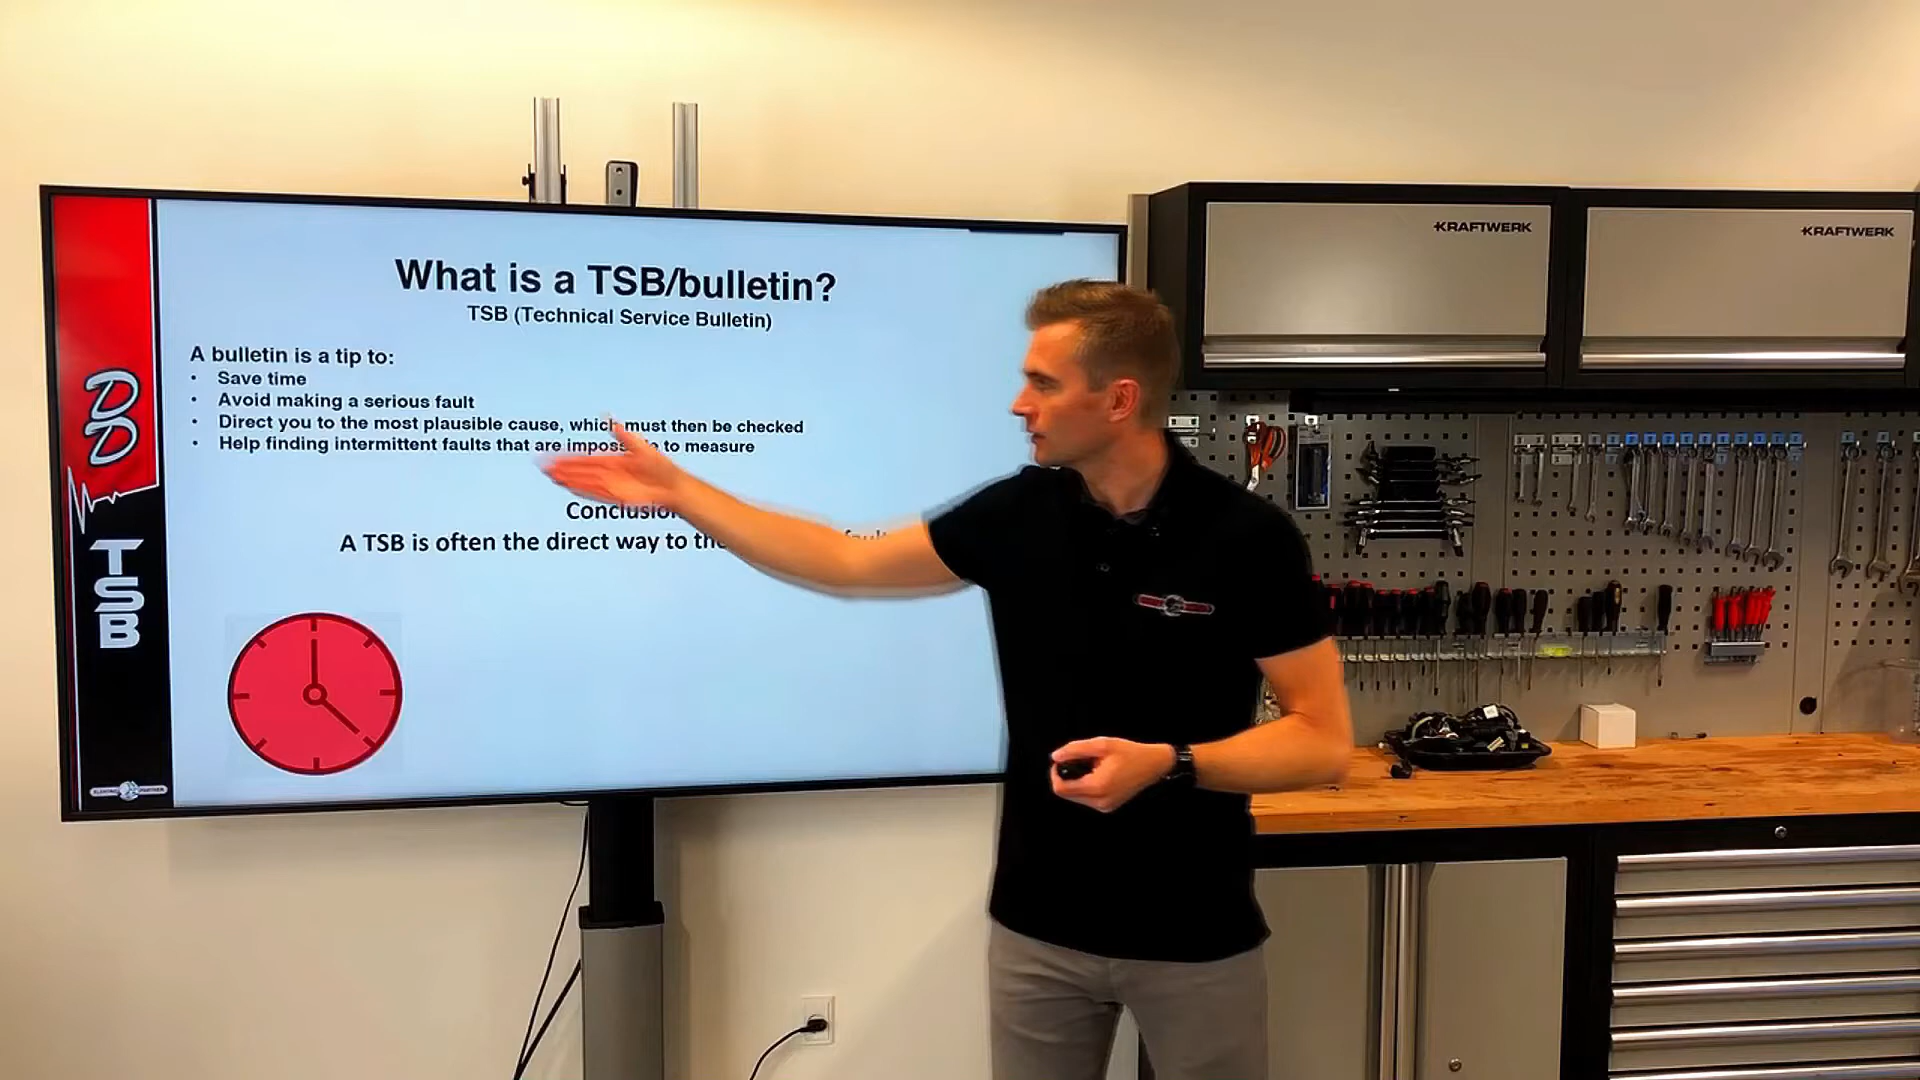 What is a TSB/bulletin?
TSB (Technical Service Bulletin)
A bulletin is a tip to:
• Save time
• Avoid making a serious fault
• Direct you to the most plausible cause, which must then be checked
• Help finding intermittent faults that are to measure
A TSB is often the direct way to
DD
TSB
KRAFTWERK
KRAFTWERK